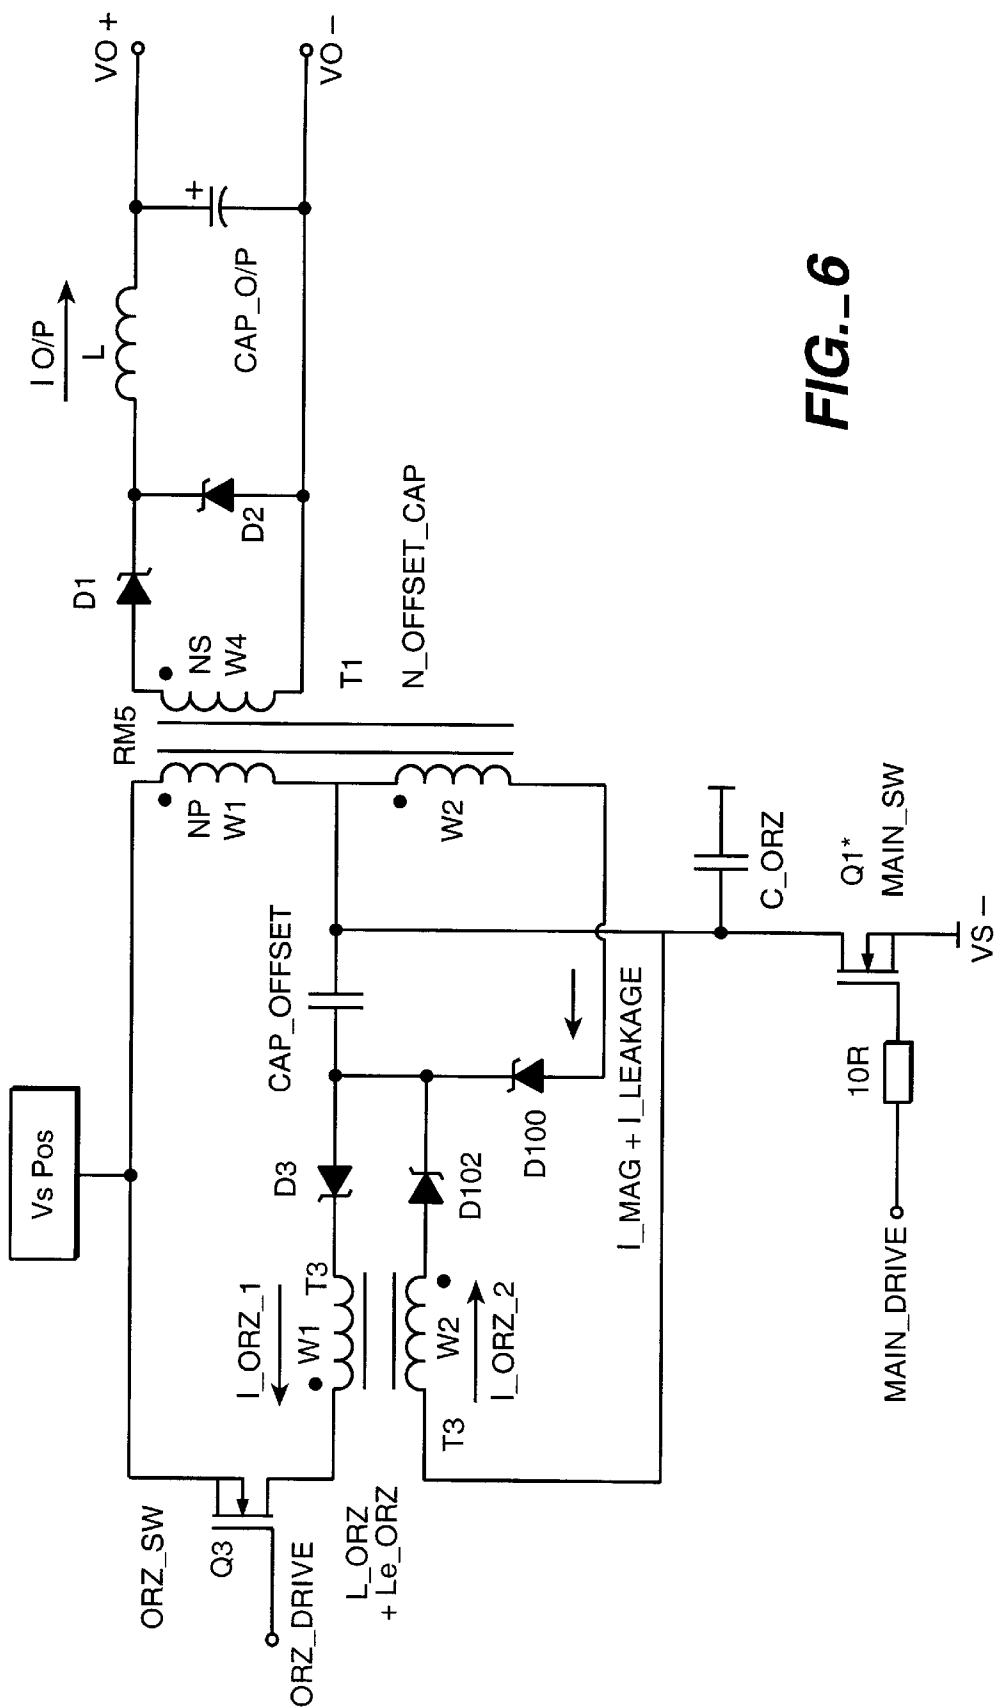 VO +
VO −
I O/P
L
+
CAP_O/P
D1
D2
NS
W4
RM5
T1
N_OFFSET_CAP
NP
W1
W2
Vs Pos
CAP_OFFSET
D3
D102
D100
I_MAG + I_LEAKAGE
C_ORZ
Q1*
MAIN_SW
VS −
10R
MAIN_DRIVE
I_ORZ_1
W1
T3
W2
I_ORZ_2
T3
ORZ_SW
Q3
ORZ_DRIVE
L_ORZ
+ Le_ORZ
FIG._6